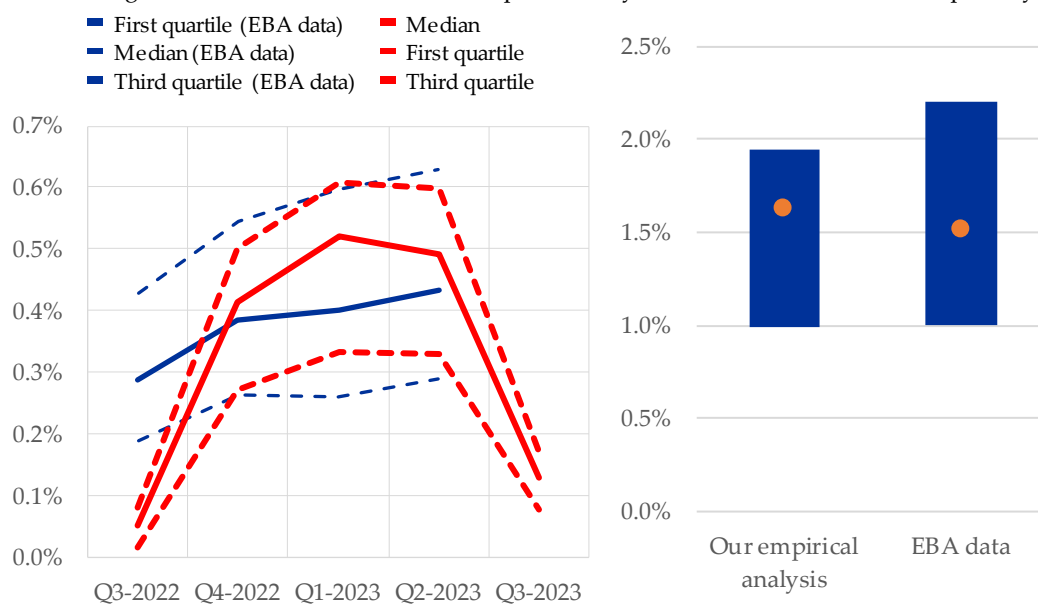 First quartile (EBA data)
Median (EBA data)
Third quartile (EBA data)
Median
First quartile
Third quartile
0.7%
0.6%
0.5%
0.4%
0.3%
0.2%
0.1%
0.0%
Q3-2022 Q4-2022 Q1-2023 Q2-2023 Q3-2023
2.5%
2.0%
1.5%
1.0%
0.5%
0.0%
Our empirical
analysis
EBA data